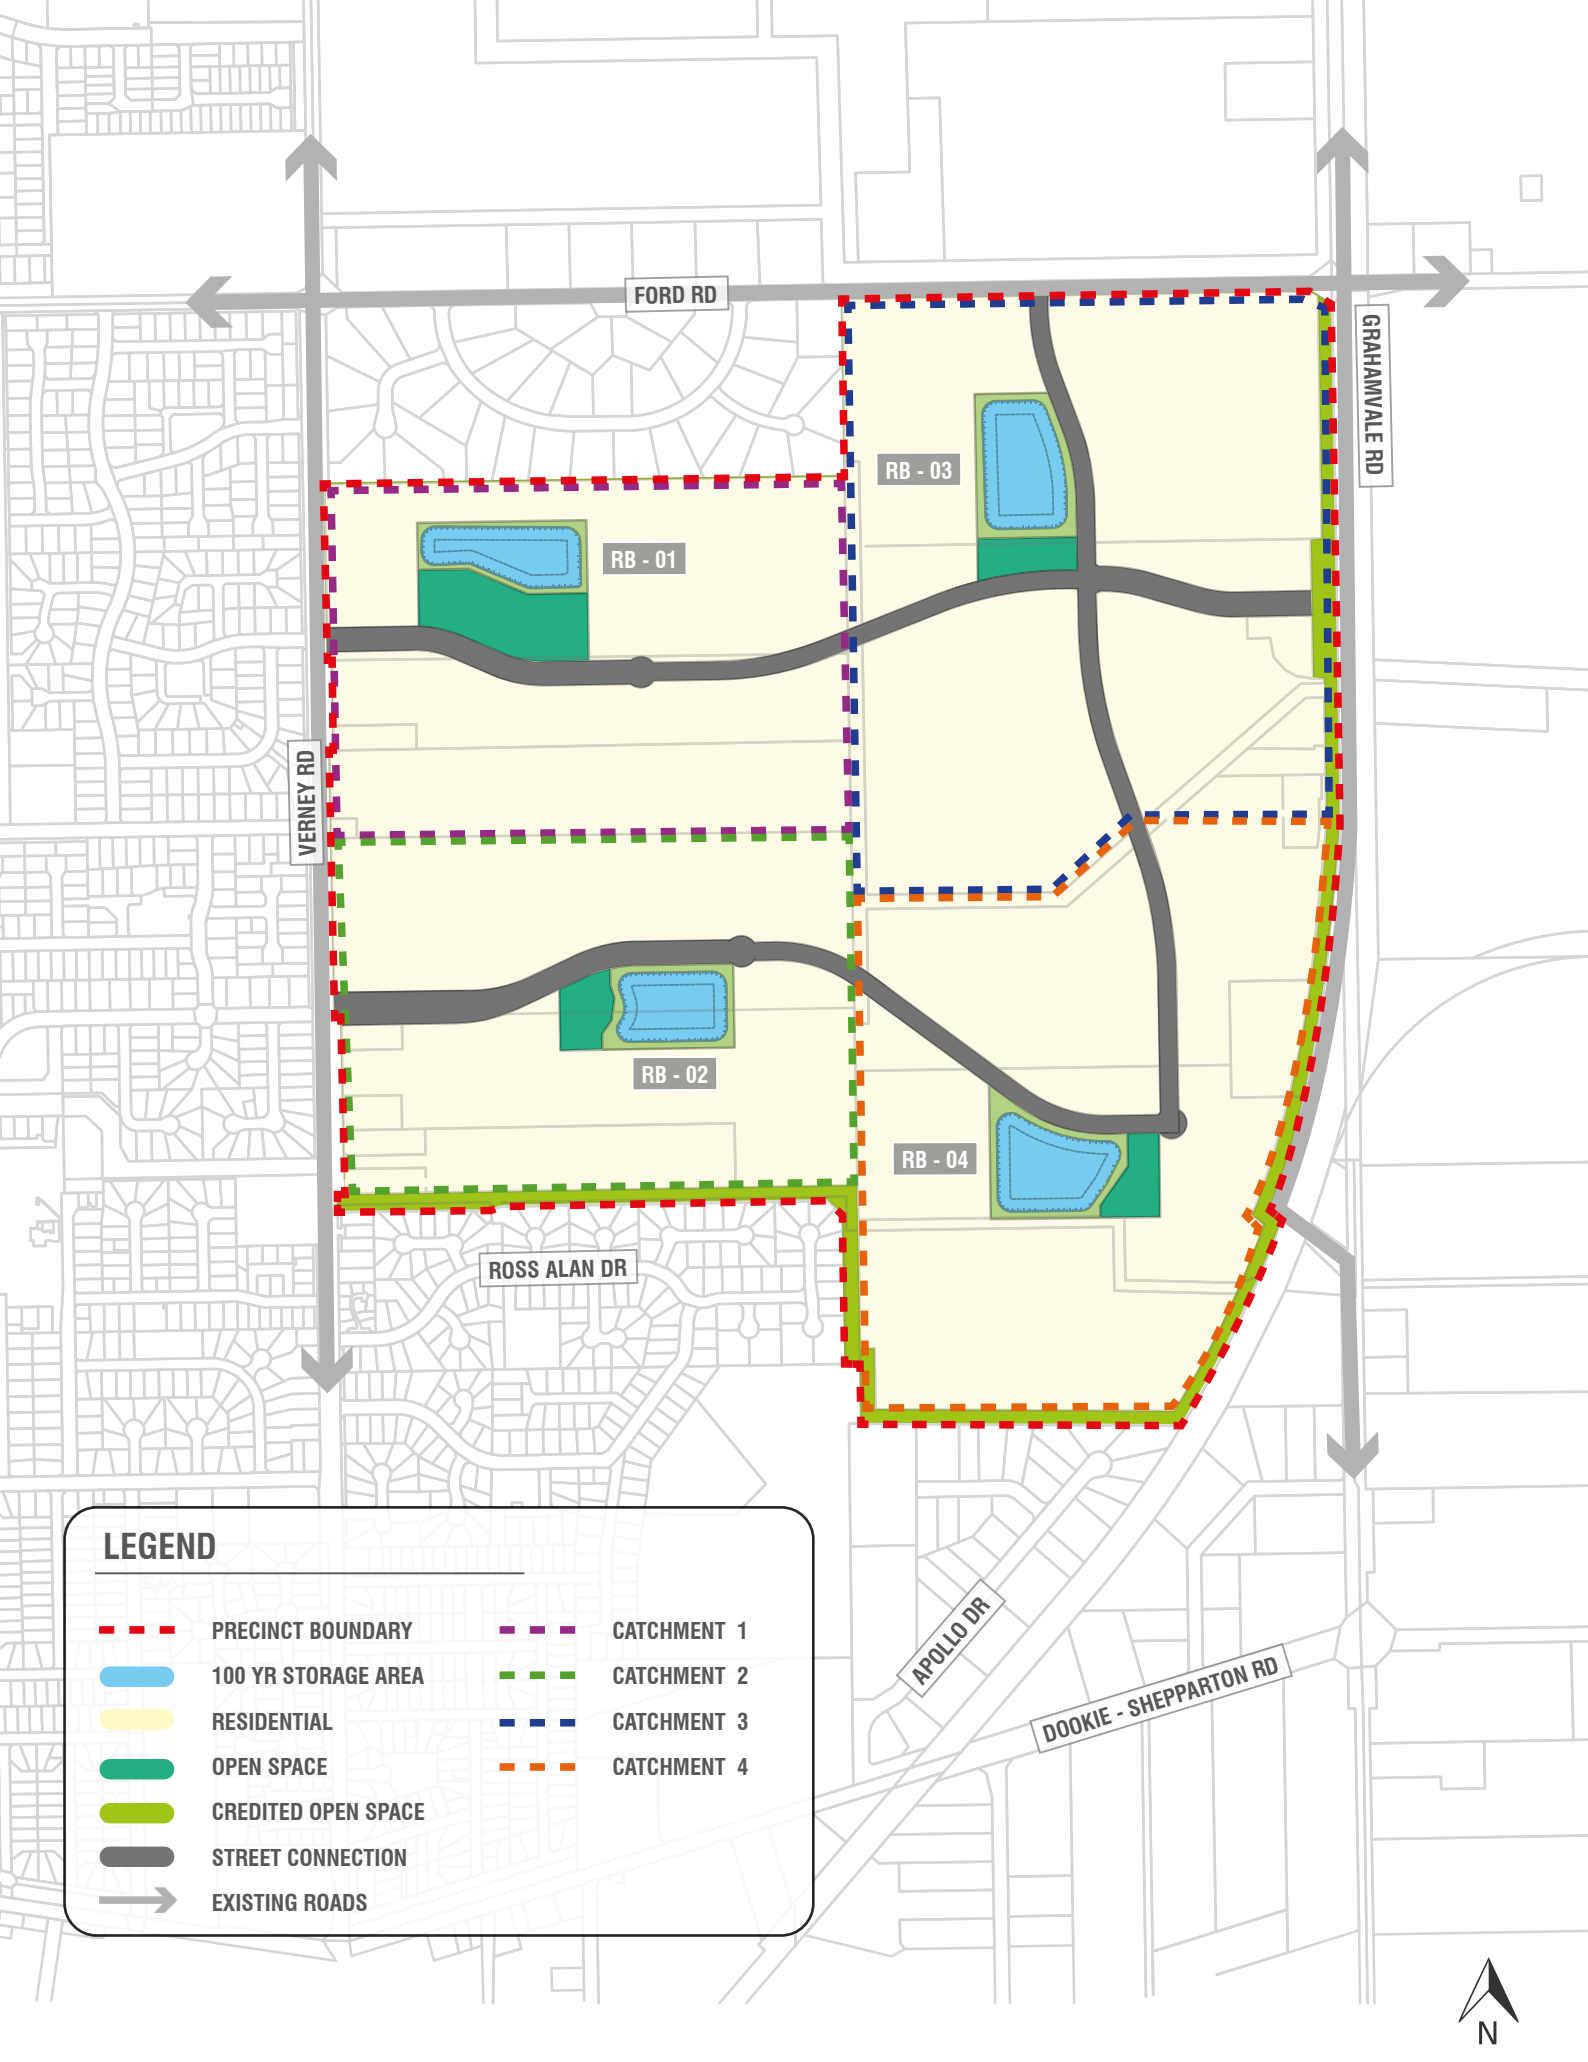 FORD RD
GRAHAMVALE RD
RB - 03
RB - 01
VERNEY RD
RB - 02
RB - 04
ROSS ALAN DR
LEGEND
PRECINCT BOUNDARY
100 YR STORAGE AREA
RESIDENTIAL
OPEN SPACE
CREDITED OPEN SPACE
STREET CONNECTION
EXISTING ROADS
CATCHMENT 1
CATCHMENT 2
CATCHMENT 3
CATCHMENT 4
APOLLO DR
DOOKIE - SHEPPARTON RD
N